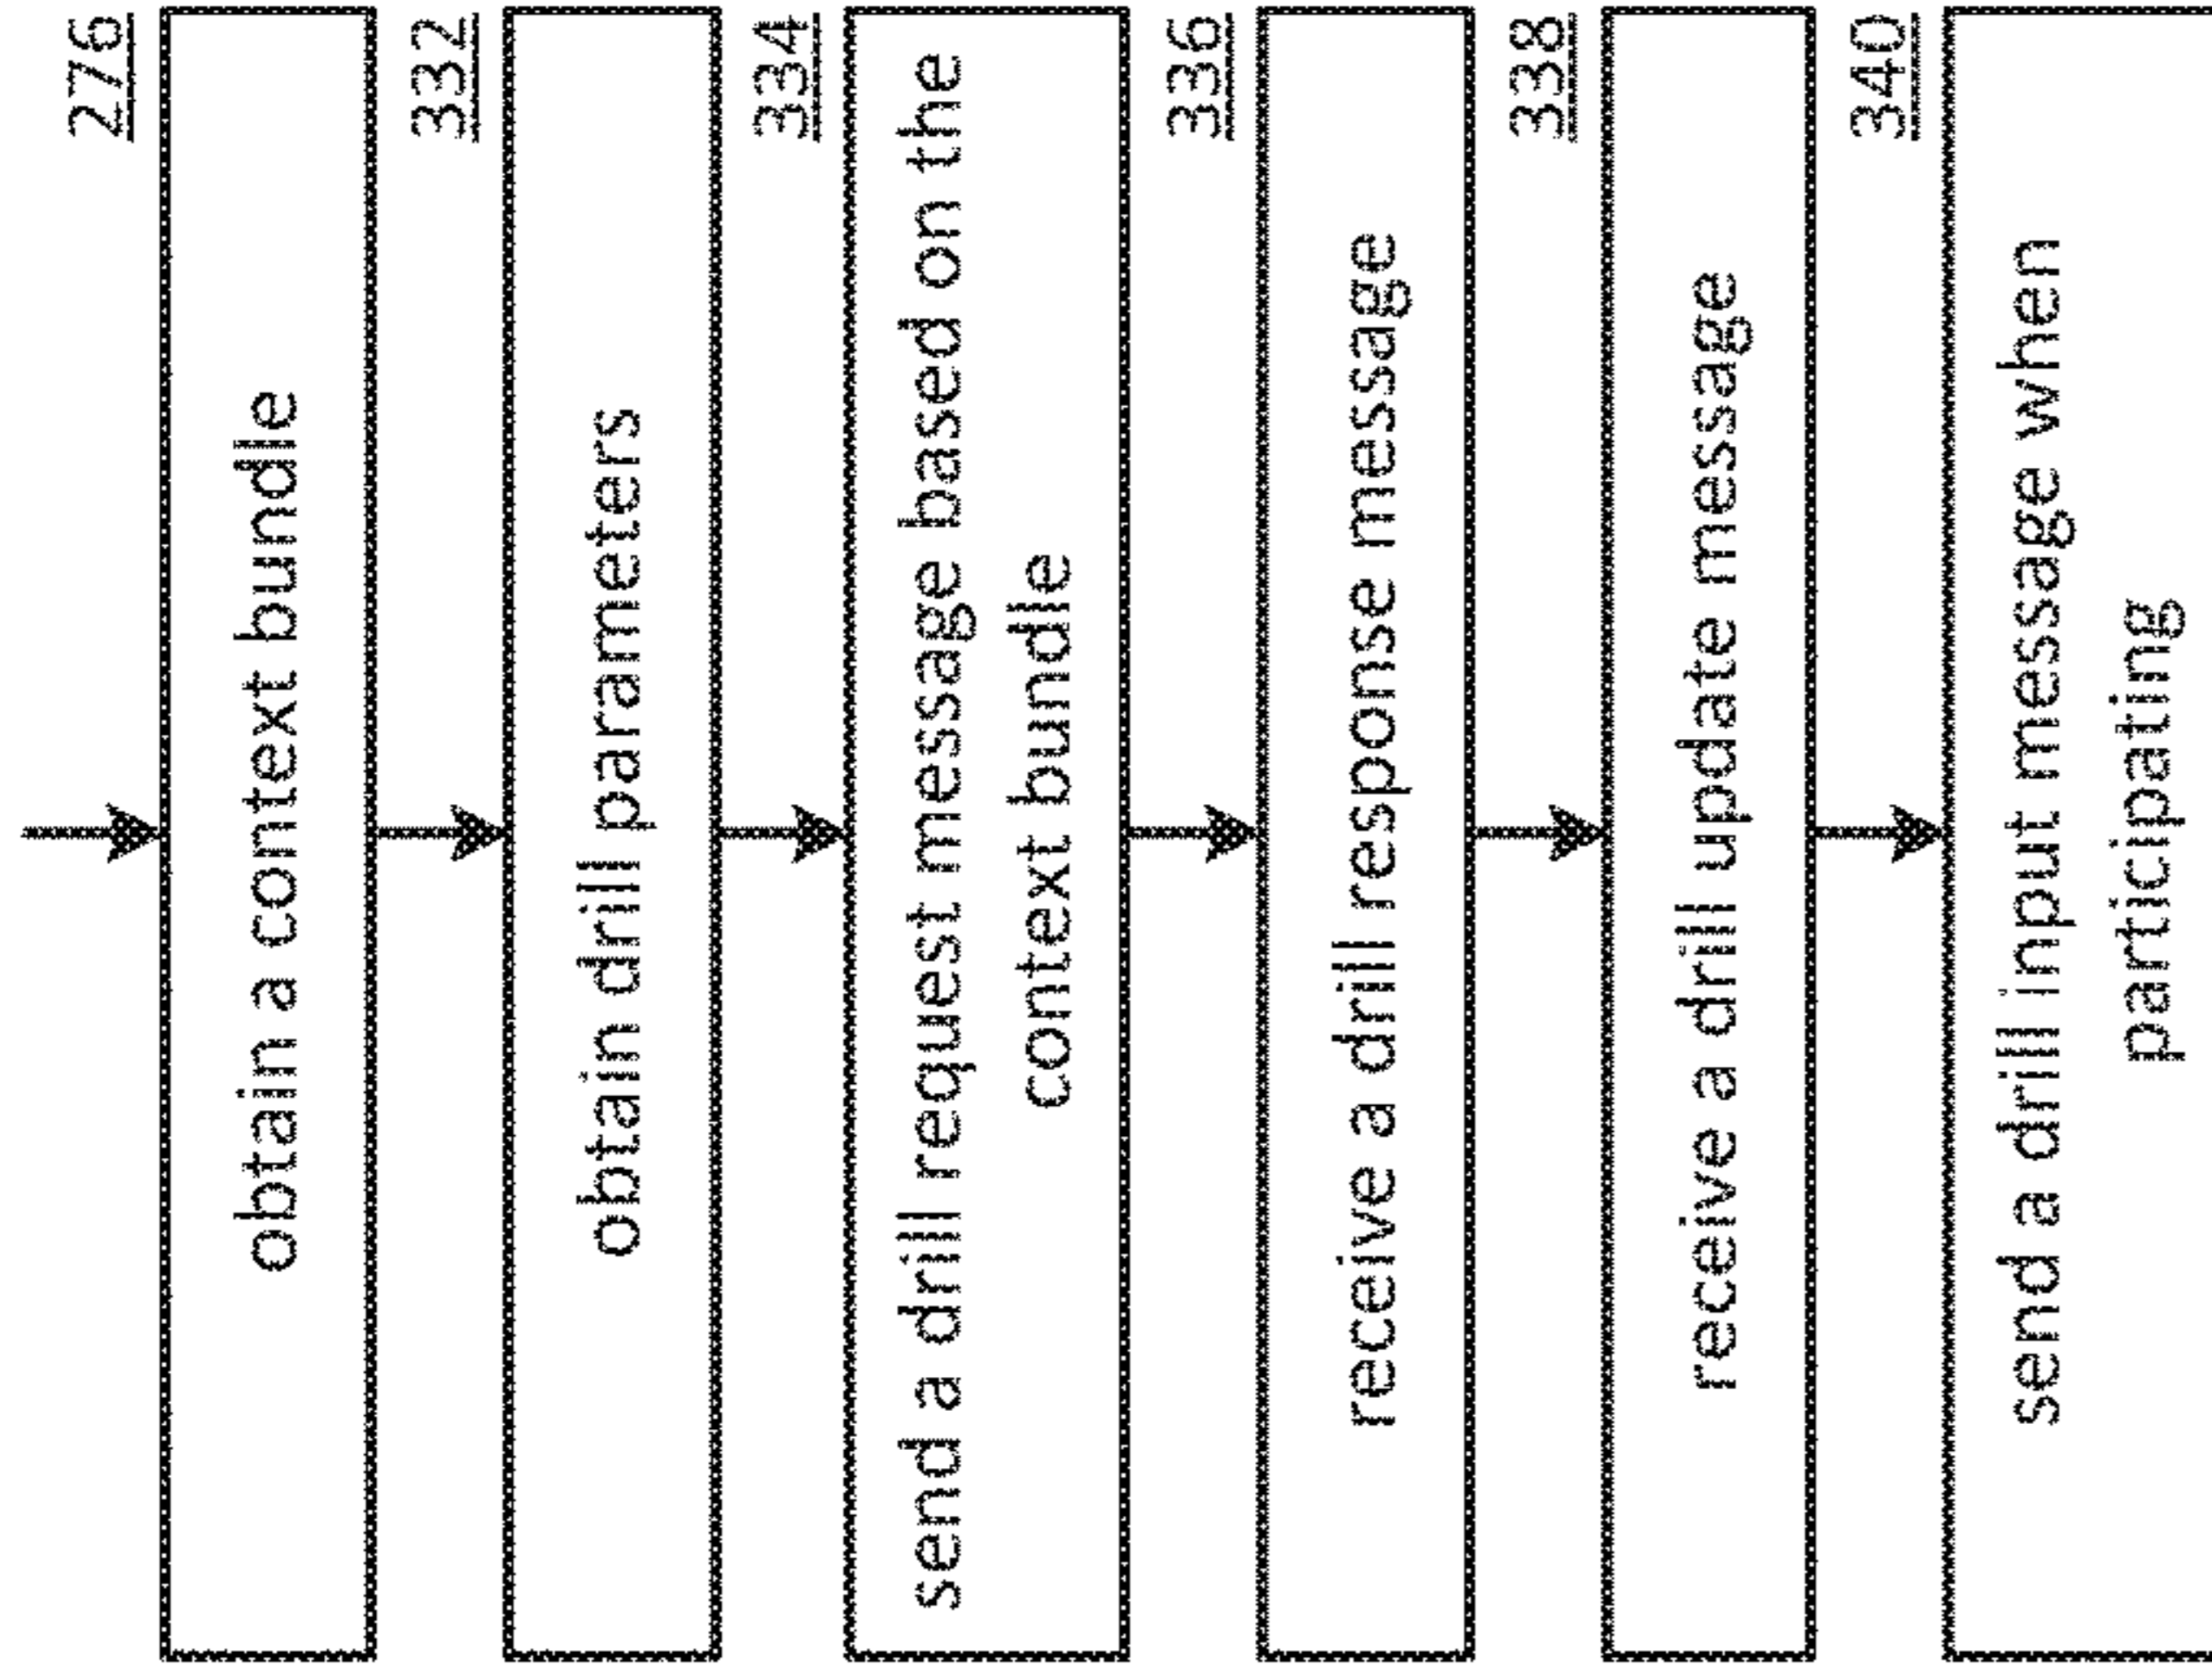 276
obtain a context bundle
332
obtain drill parameters
334
send a drill request message based on the
context bundle
336
receive a drill response message
338
receive a drill update message
340
send a drill input message when
participating